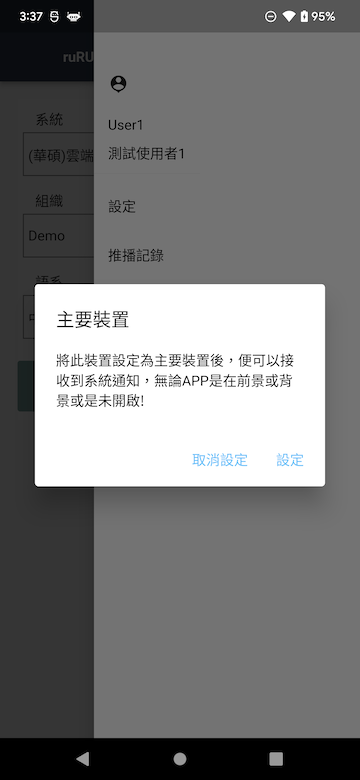 3:37
95%
ruRU
User1
系統
測試使用者1
(華碩)雲端
組織
設定
Demo
推播記錄
語系
主要裝置
將此裝置設定為主要裝置後，便可以接
收到系統通知，無論APP是在前景或背
景或是未開啟!
取消設定
設定